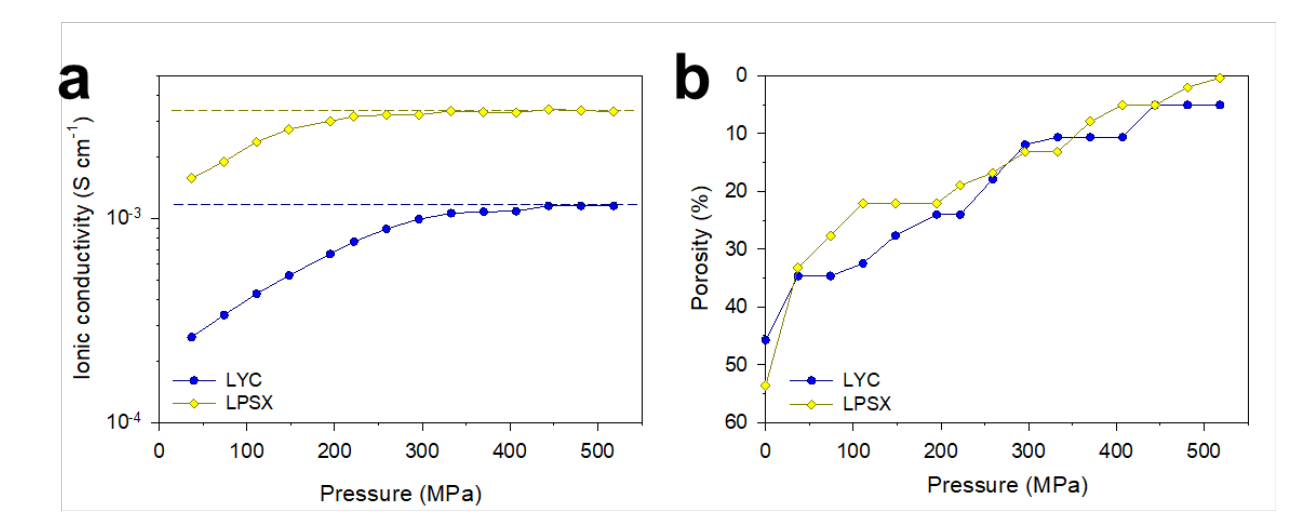 a
Ionic conductivity (S cm⁻¹)
10⁻³
10⁻⁴
LYC
LPSX
0 100 200 300 400 500
Pressure (MPa)
b
Porosity (%)
0
10
20
30
40
50
60
LYC
LPSX
0 100 200 300 400 500
Pressure (MPa)